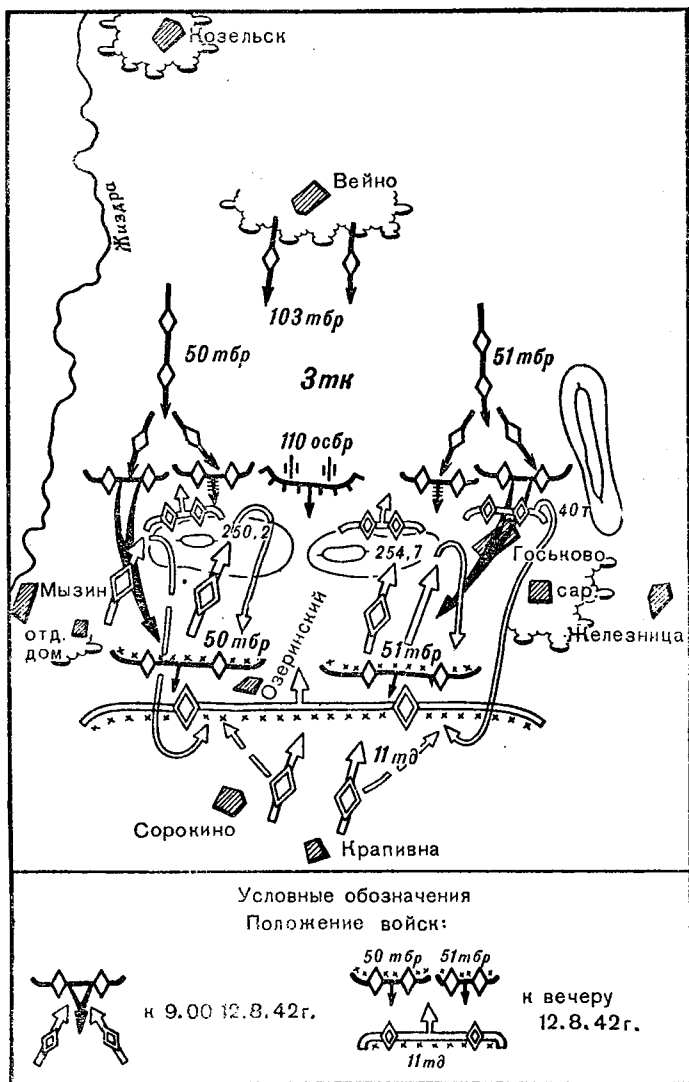 Козельск
Вейно
Жиздра
103 тбр
50 тбр
51 тбр
3 тк
110 осбр
40 т
250,2
254,7
Госьково
Мызин
сар.
отд.
дом
Железница
50 тбр
51 тбр
Озеринский
11 тд
Сорокино
Крапивна
Условные обозначения
Положение войск:
50 тбр 51 тбр
к 9.00 12.8.42г.
к вечеру
12.8.42г.
11 тд